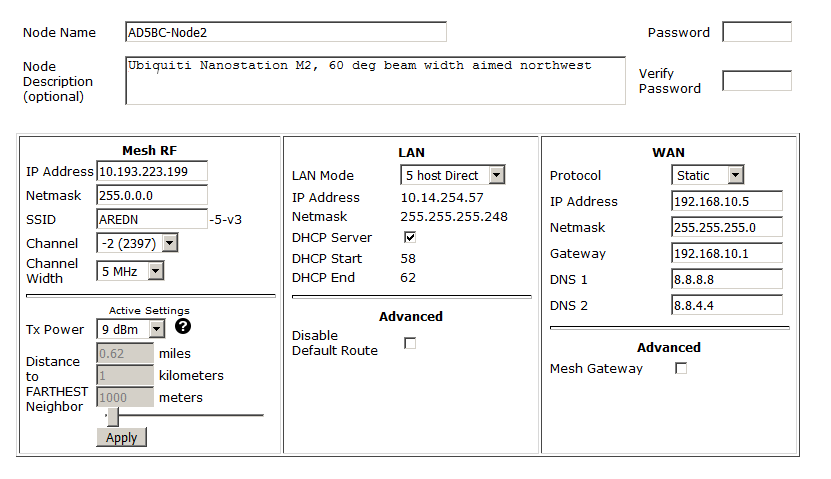 Node Name AD5BC-Node2 Password
Node Description (optional) Ubiquiti Nanostation M2, 60 deg beam width aimed northwest Verify Password
Mesh RF
IP Address 10.193.223.199
Netmask 255.0.0.0
SSID AREDN -5-v3
Channel -2 (2397)
Channel Width 5 MHz
Active Settings
Tx Power 9 dBm ?
Distance to FARTHEST Neighbor
0.62 miles
1 kilometers
1000 meters
Apply
LAN
LAN Mode 5 host Direct
IP Address 10.14.254.57
Netmask 255.255.255.248
DHCP Server
DHCP Start 58
DHCP End 62
Advanced
Disable
Default Route
WAN
Protocol Static
IP Address 192.168.10.5
Netmask 255.255.255.0
Gateway 192.168.10.1
DNS 1 8.8.8.8
DNS 2 8.8.4.4
Advanced
Mesh Gateway